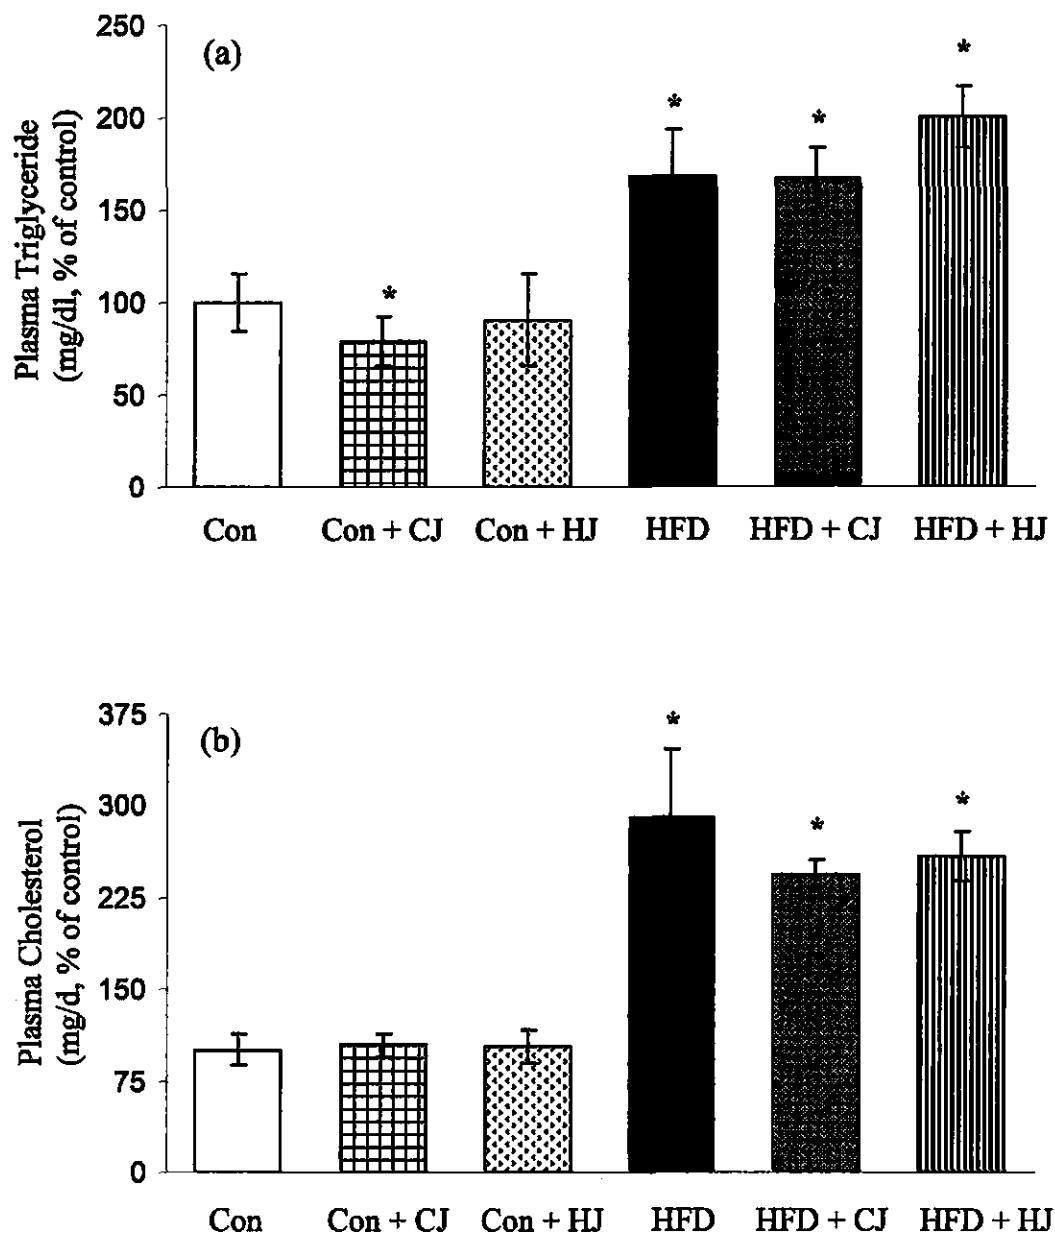 250
(a)
*
200
*
*
150
100
*
50
0
Plasma Triglyceride
(mg/dl, % of control)
Con
Con + CJ
Con + HJ
HFD
HFD + CJ
HFD + HJ
375
(b)
*
300
*
*
225
150
75
0
Plasma Cholesterol
(mg/d, % of control)
Con
Con + CJ
Con + HJ
HFD
HFD + CJ
HFD + HJ